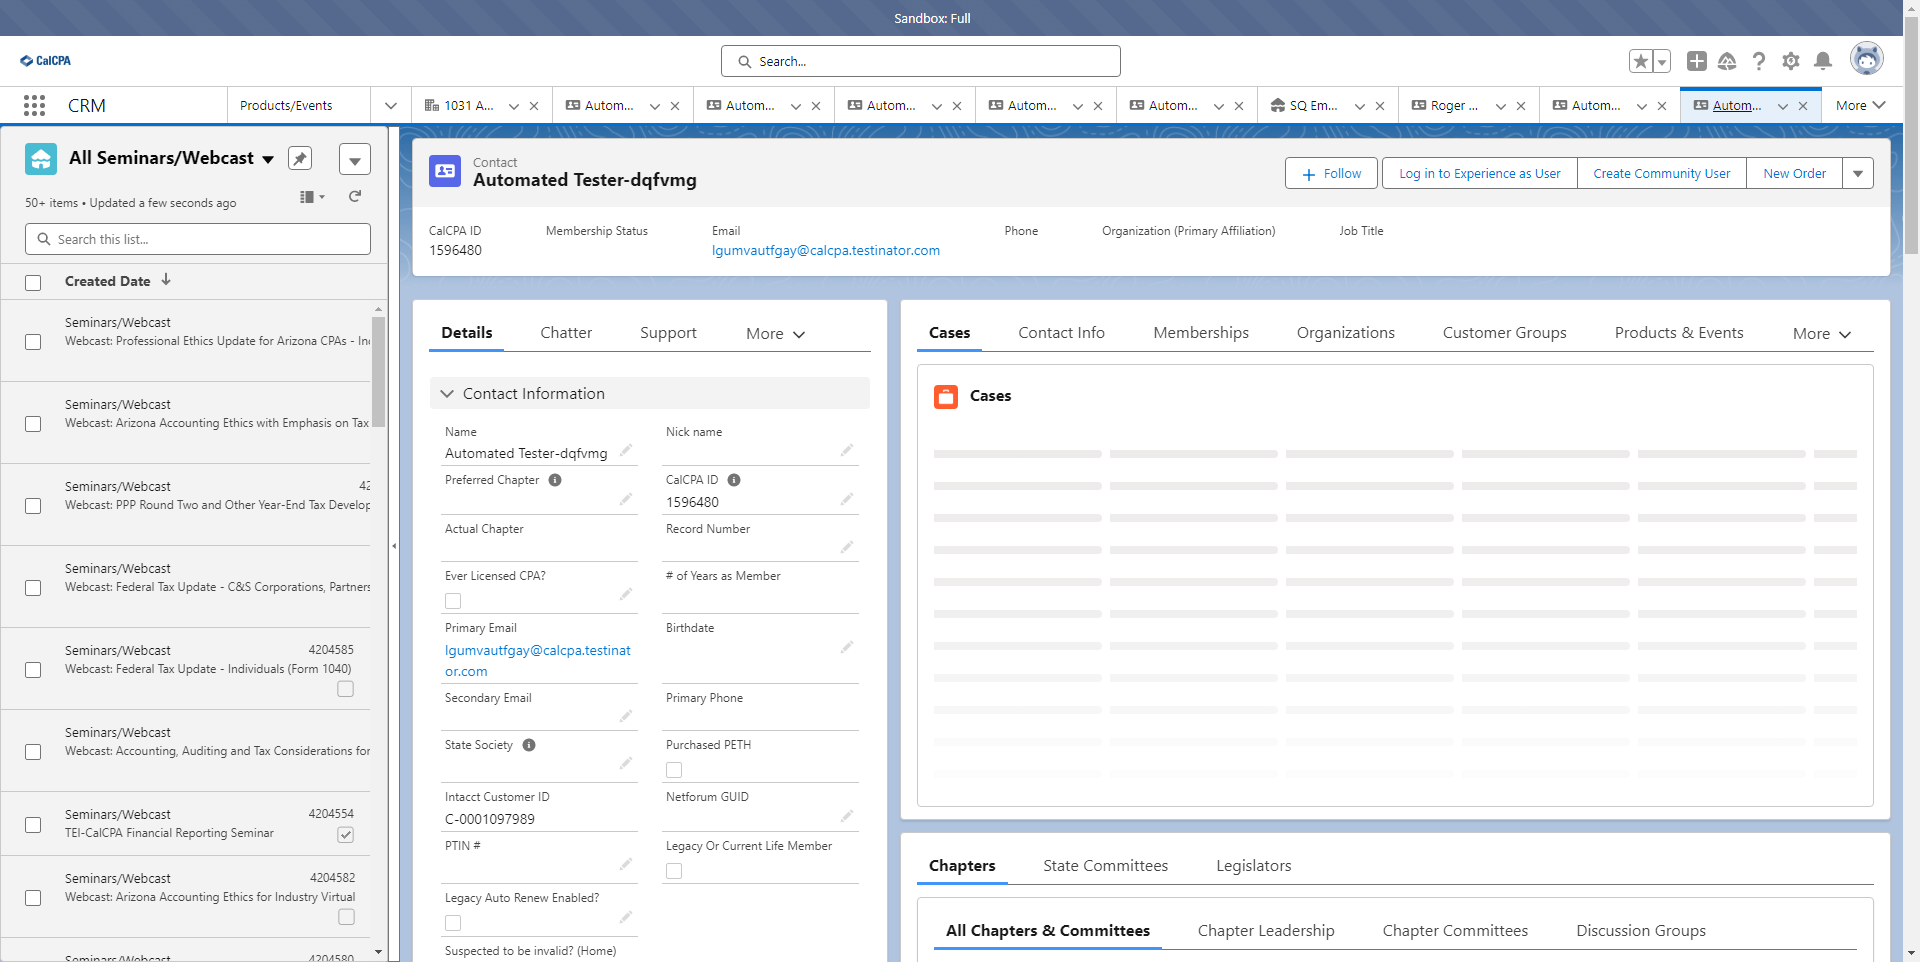 Sandbox: Full
CalCPA
Search...
CRM
Products/Events
1031 A...
Autom...
Autom...
Autom...
Autom...
Autom...
SQ Em...
Roger ...
Autom...
Autom...
More
All Seminars/Webcast
50+ items • Updated a few seconds ago
Search this list...
Created Date
Seminars/Webcast
Webcast: Professional Ethics Update for Arizona CPAs - In
Seminars/Webcast
Webcast: Arizona Accounting Ethics with Emphasis on Tax
Seminars/Webcast 42
Webcast: PPP Round Two and Other Year-End Tax Develop
Seminars/Webcast
Webcast: Federal Tax Update - C&S Corporations, Partners
Seminars/Webcast 4204585
Webcast: Federal Tax Update - Individuals (Form 1040)
Seminars/Webcast
Webcast: Accounting, Auditing and Tax Considerations for
Seminars/Webcast 4204554
TEI-CalCPA Financial Reporting Seminar
Seminars/Webcast 4204582
Webcast: Arizona Accounting Ethics for Industry Virtual
Seminars/Webcast 4204580
Contact
Automated Tester-dqfvmg
Follow
Log in to Experience as User
Create Community User
New Order
CalCPA ID
1596480
Membership Status
Email
lgumvautfgay@calcpa.testinator.com
Phone
Organization (Primary Affiliation)
Job Title
Details
Chatter
Support
More
Contact Information
Name
Automated Tester-dqfvmg
Nick name
Preferred Chapter
CalCPA ID
1596480
Actual Chapter
Record Number
Ever Licensed CPA?
# of Years as Member
Primary Email
lgumvautfgay@calcpa.testinat
or.com
Birthdate
Secondary Email
Primary Phone
State Society
Purchased PETH
Intacct Customer ID
C-0001097989
Netforum GUID
PTIN #
Legacy Or Current Life Member
Legacy Auto Renew Enabled?
Suspected to be invalid? (Home)
Cases
Contact Info
Memberships
Organizations
Customer Groups
Products & Events
More
Cases
Chapters
State Committees
Legislators
All Chapters & Committees
Chapter Leadership
Chapter Committees
Discussion Groups